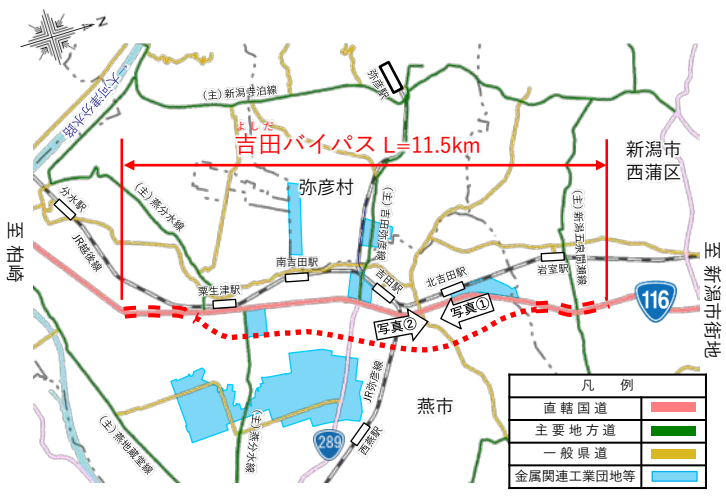 N
大河津分水路
(主)新潟寺泊線
弥彦駅
よしだ
吉田バイパス L=11.5km
新潟市
西蒲区
弥彦村
分水駅
(主)燕分水線
(主)吉田弥彦線
(主)新潟五泉間瀬線
至柏崎
JR越後線
南吉田駅
粟生津駅
吉田駅
北吉田駅
岩室駅
至新潟市街地
116
写真①
写真②
JR弥彦線
燕市
289
西燕駅
(主)燕分水線
(主)燕地蔵堂線
凡 例
直轄国道
主要地方道
一般県道
金属関連工業団地等